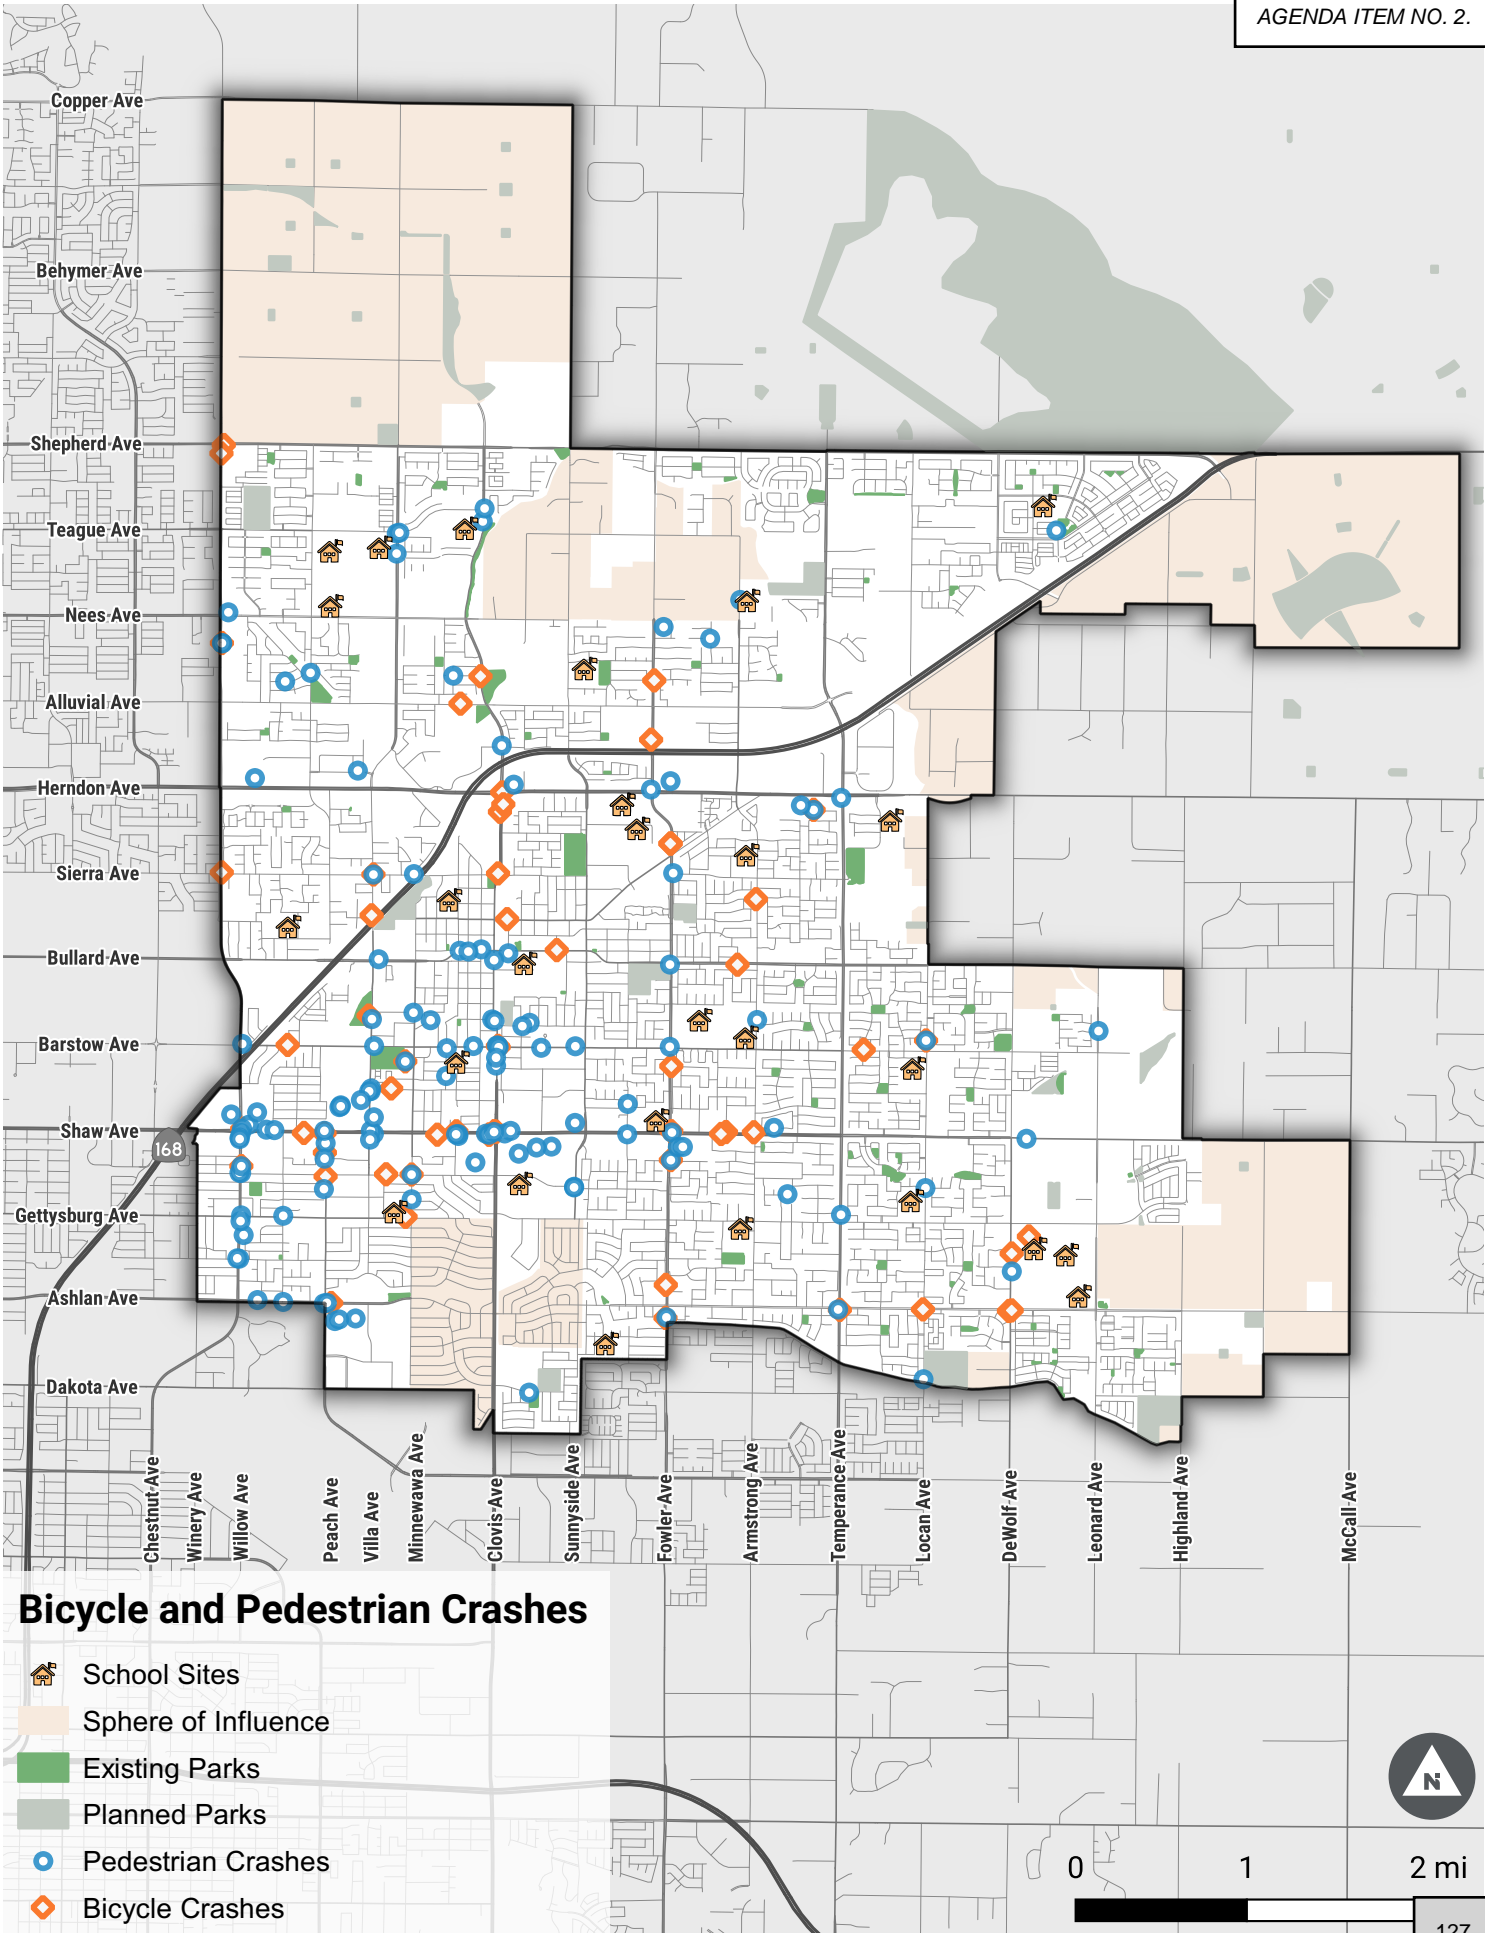 AGENDA ITEM NO. 2.
Copper Ave
Behymer Ave
Shepherd Ave
Teague Ave
Nees Ave
Alluvial Ave
Herndon Ave
Sierra Ave
Bullard Ave
Barstow Ave
Shaw Ave
168
Gettysburg Ave
Ashlan Ave
Dakota Ave
Chestnut Ave
Winery Ave
Willow Ave
Peach Ave
Villa Ave
Minnewawa Ave
Clovis Ave
Sunnyside Ave
Fowler Ave
Armstrong Ave
Temperance Ave
Locan Ave
DeWolf Ave
Leonard Ave
Highland Ave
McCall Ave
Bicycle and Pedestrian Crashes
School Sites
Sphere of Influence
Existing Parks
Planned Parks
Pedestrian Crashes
Bicycle Crashes
N
0 1 2 mi
127